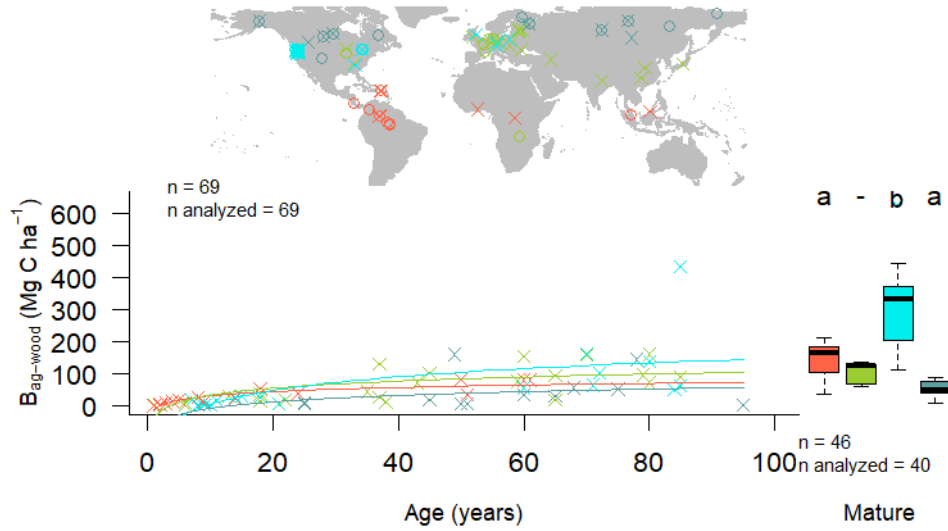 n = 69
n analyzed = 69
a - b a
B_ag−wood (Mg C ha⁻¹)
600
500
400
300
200
100
0
0 20 40 60 80 100
n = 46
n analyzed = 40
Age (years)
Mature